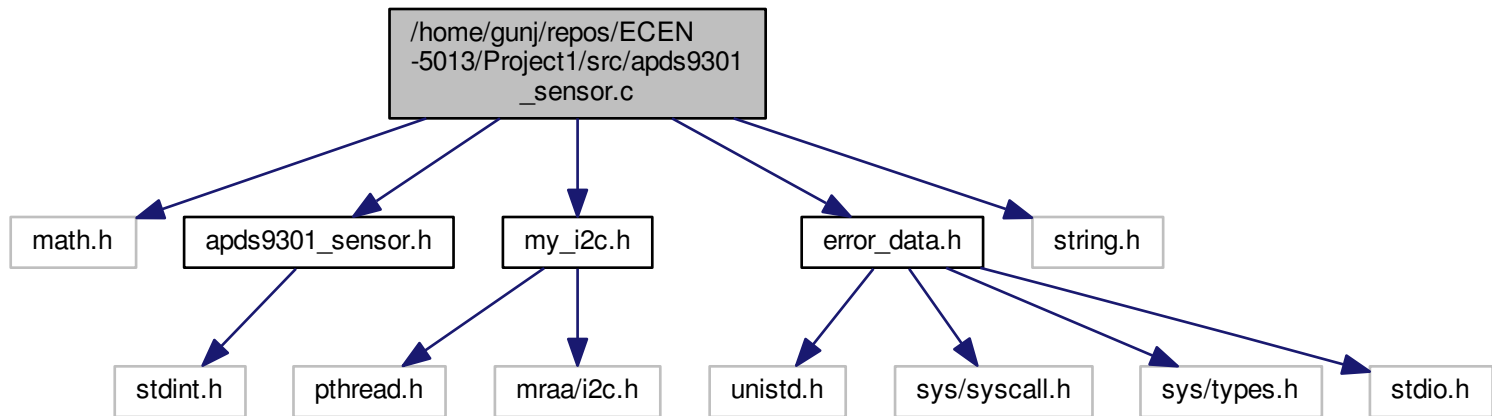 /home/gunj/repos/ECEN
-5013/Project1/src/apds9301
_sensor.c
math.h
apds9301_sensor.h
my_i2c.h
error_data.h
string.h
stdint.h
pthread.h
mraa/i2c.h
unistd.h
sys/syscall.h
sys/types.h
stdio.h